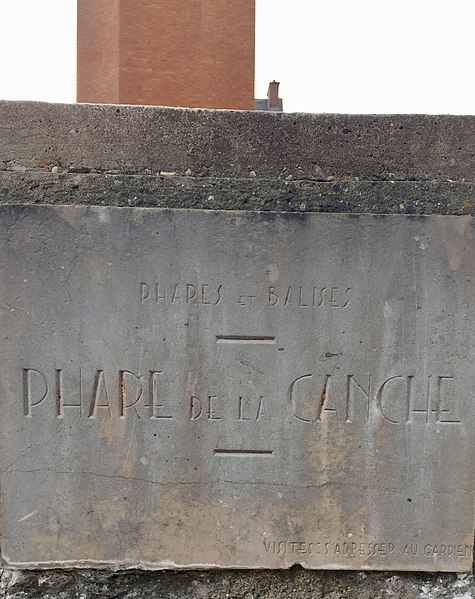 PHARES ET BALISES
PHARE DE LA CANCHE
VISITES: S'ADRESSER AU GARDIEN